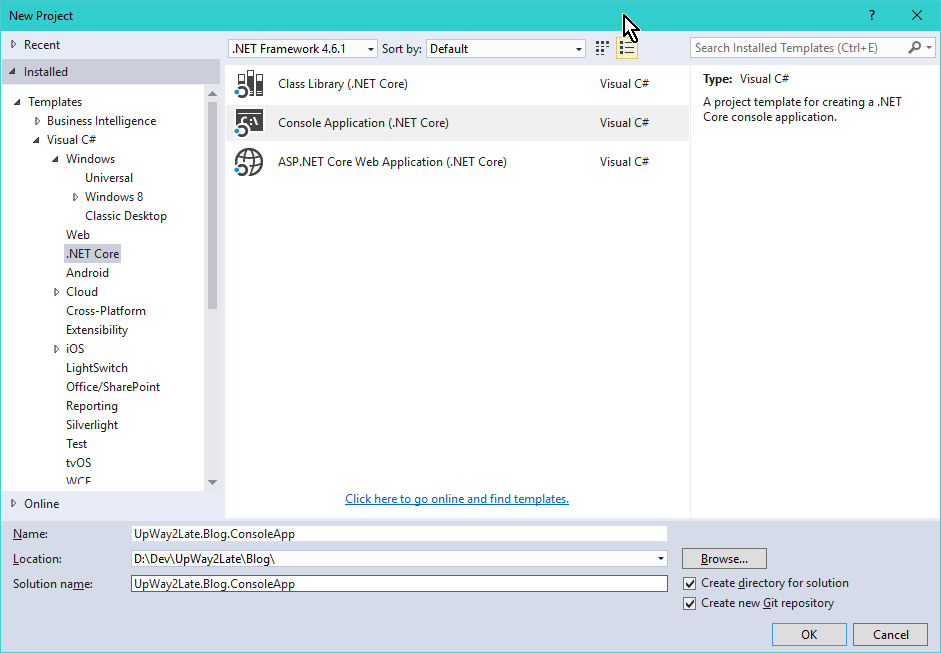 New Project
?
Recent
Installed
Templates
Business Intelligence
Visual C#
Windows
Universal
Windows 8
Classic Desktop
Web
.NET Core
Android
Cloud
Cross-Platform
Extensibility
iOS
LightSwitch
Office/SharePoint
Reporting
Silverlight
Test
tvOS
WCF
Online
.NET Framework 4.6.1 Sort by: Default
Class Library (.NET Core) Visual C#
C:\
Console Application (.NET Core) Visual C#
ASP.NET Core Web Application (.NET Core) Visual C#
Click here to go online and find templates.
Search Installed Templates (Ctrl+E)
Type: Visual C#
A project template for creating a .NET
Core console application.
Name: UpWay2Late.Blog.ConsoleApp
Location: D:\Dev\UpWay2Late\Blog\
Browse...
Solution name: UpWay2Late.Blog.ConsoleApp
Create directory for solution
Create new Git repository
OK Cancel